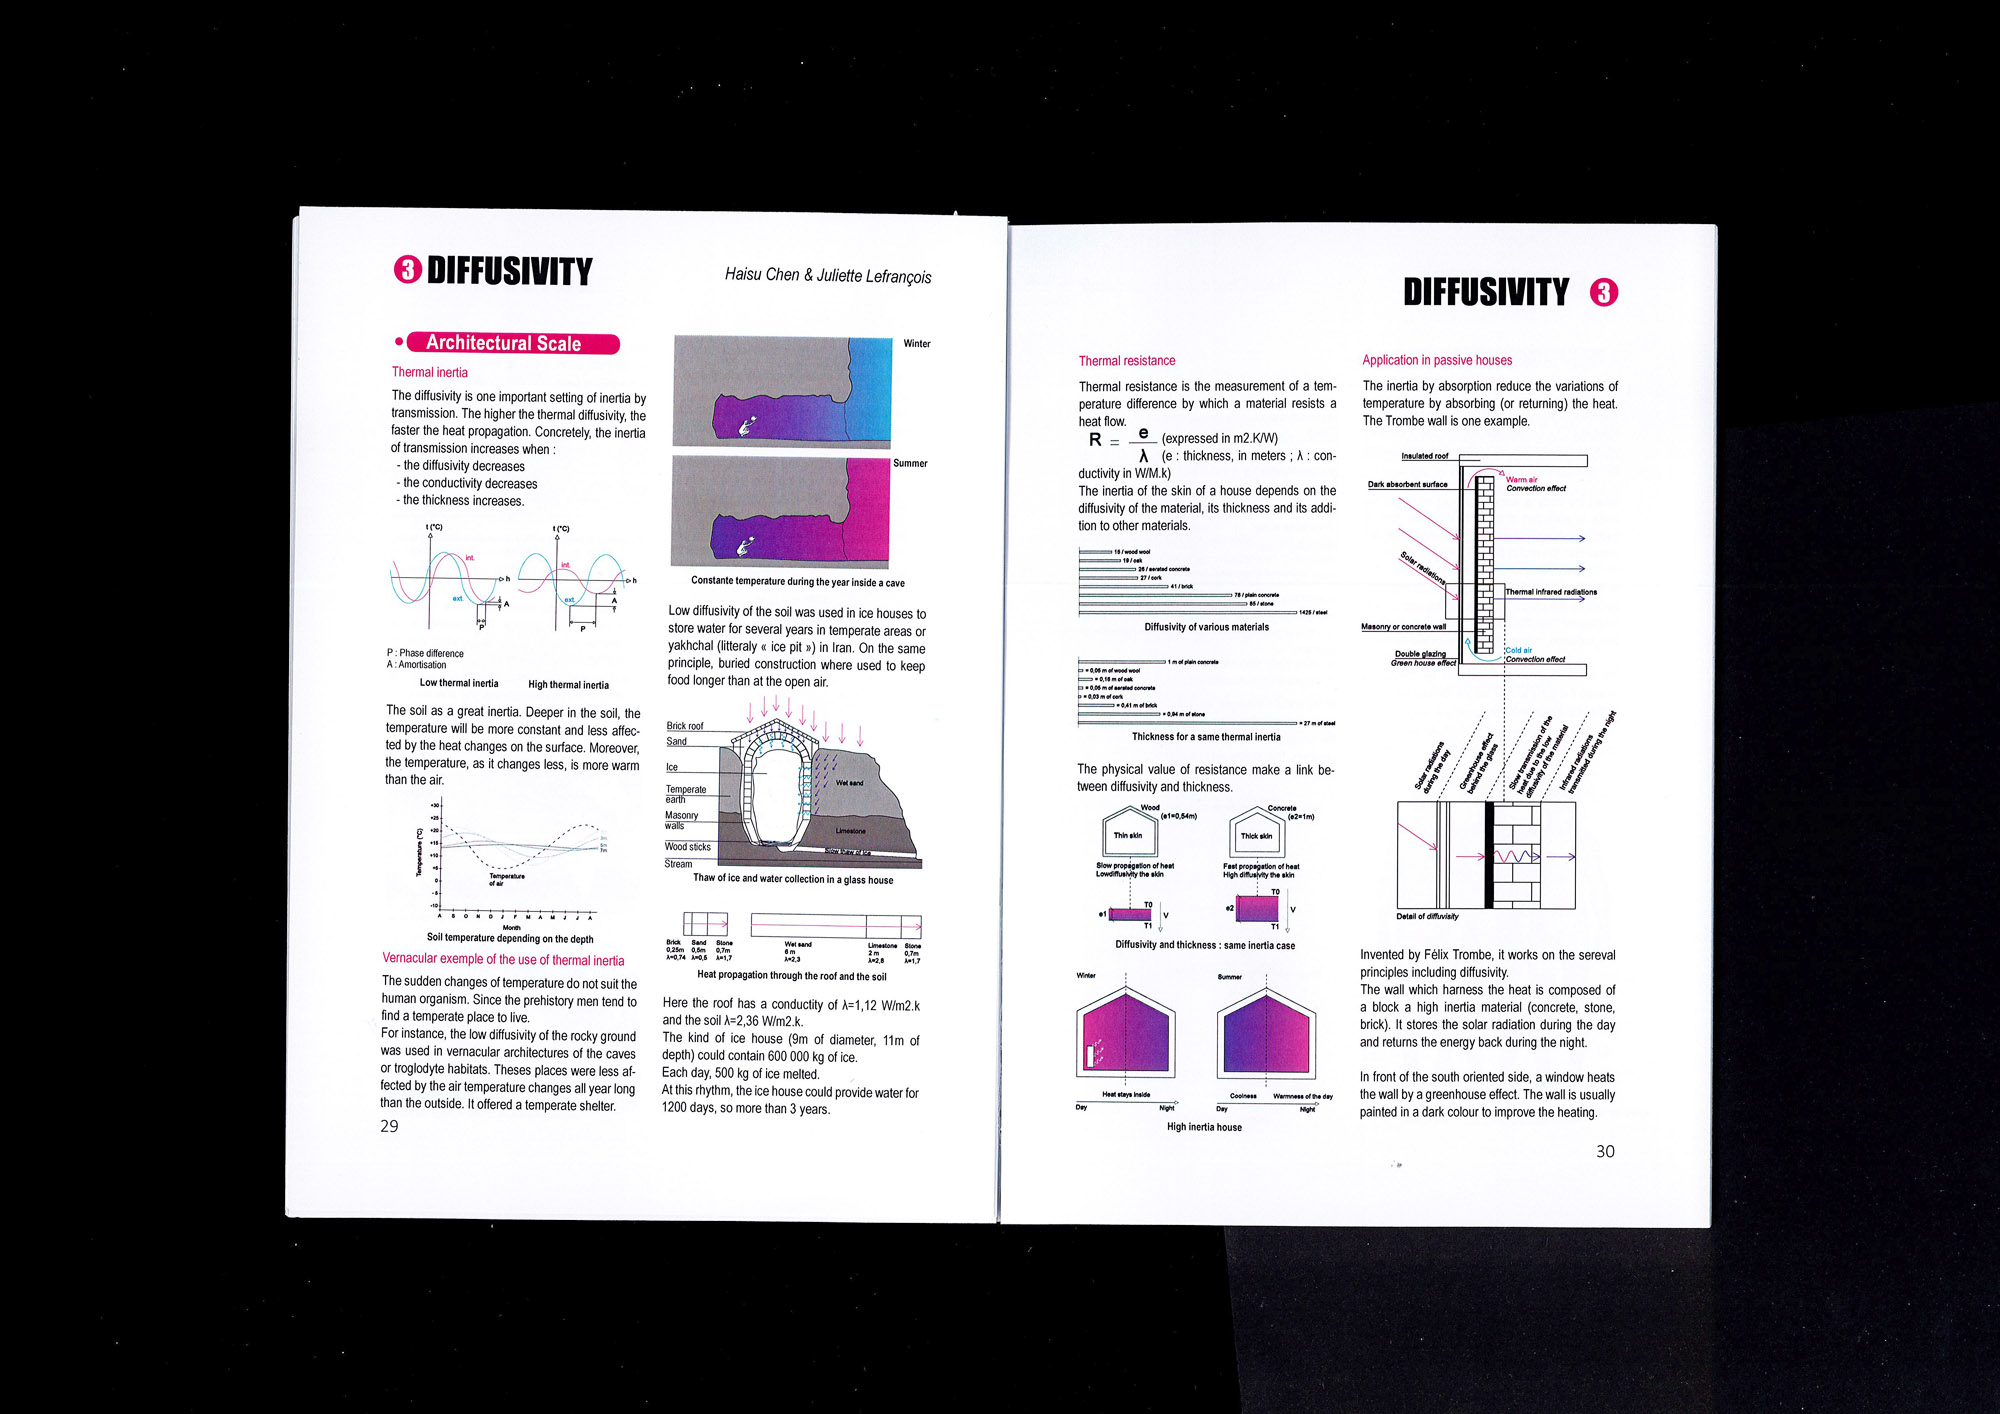 3 DIFFUSIVITY
Haisu Chen & Juliette Lefrançois
• Architectural Scale
Thermal inertia
The diffusivity is one important setting of inertia by
transmission. The higher the thermal diffusivity, the
faster the heat propagation. Concretely, the inertia
of transmission increases when :
- the diffusivity decreases
- the conductivity decreases
- the thickness increases.
t (°C)
int.
h
ext.
A
P
t (°C)
int.
h
ext.
A
P
P : Phase difference
A : Amortisation
Low thermal inertia
High thermal inertia
The soil as a great inertia. Deeper in the soil, the
temperature will be more constant and less affec-
ted by the heat changes on the surface. Moreover,
the temperature, as it changes less, is more warm
than the air.
Temperature (°C)
+30
+25
+20
+15
+10
+5
0
-5
-10
Temperature
of air
5m
7m
A S O N D J F M A M J J A
Month
Soil temperature depending on the depth
Vernacular exemple of the use of thermal inertia
The sudden changes of temperature do not suit the
human organism. Since the prehistory men tend to
find a temperate place to live.
For instance, the low diffusivity of the rocky ground
was used in vernacular architectures of the caves
or troglodyte habitats. Theses places were less af-
fected by the air temperature changes all year long
than the outside. It offered a temperate shelter.
29
Winter
Summer
Constante temperature during the year inside a cave
Low diffusivity of the soil was used in ice houses to
store water for several years in temperate areas or
yakhchal (litteraly « ice pit ») in Iran. On the same
principle, buried construction where used to keep
food longer than at the open air.
Brick roof
Sand
Ice
Temperate
earth
Masonry
walls
Wood sticks
Stream
Wet sand
Limestone
Slow thaw of ice
Thaw of ice and water collection in a glass house
Brick
0,25m
λ=0,74
Sand
0,5m
λ=0,6
Stone
0,7m
λ=1,7
Wet sand
6 m
λ=2,3
Limestone
2 m
λ=2,8
Stone
0,7m
λ=1,7
Heat propagation through the roof and the soil
Here the roof has a conductity of λ=1,12 W/m2.k
and the soil λ=2,36 W/m2.k.
The kind of ice house (9m of diameter, 11m of
depth) could contain 600 000 kg of ice.
Each day, 500 kg of ice melted.
At this rhythm, the ice house could provide water for
1200 days, so more than 3 years.
DIFFUSIVITY 3
Thermal resistance
Thermal resistance is the measurement of a tem-
perature difference by which a material resists a
heat flow.
R = e / λ (expressed in m2.K/W)
(e : thickness, in meters ; λ : con-
ductivity in W/M.k)
The inertia of the skin of a house depends on the
diffusivity of the material, its thickness and its addi-
tion to other materials.
15 / wood wool
19 / oak
26 / aerated concrete
27 / cork
41 / brick
78 / plain concrete
85 / stone
1425 / steel
Diffusivity of various materials
1 m of plain concrete
= 0,06 m of wood wool
= 0,16 m of oak
= 0,06 m of aerated concrete
= 0,03 m of cork
= 0,41 m of brick
= 0,94 m of stone
= 27 m of steel
Thickness for a same thermal inertia
The physical value of resistance make a link be-
tween diffusivity and thickness.
Wood
(e1=0,54m)
Thin skin
Slow propagation of heat
Lowdiffusivity the skin
e1
T0
T1
V
Concrete
(e2=1m)
Thick skin
Fast propagation of heat
High diffusivity the skin
e2
T0
T1
V
Diffusivity and thickness : same inertia case
Winter
Heat stays inside
Day
Night
Summer
Coolness
Warmness of the day
Day
Night
High inertia house
Application in passive houses
The inertia by absorption reduce the variations of
temperature by absorbing (or returning) the heat.
The Trombe wall is one example.
Insulated roof
Dark absorbent surface
Warm air
Convection effect
Solar radiations
Thermal infrared radiations
Masonry or concrete wall
Double glazing
Green house effect
Cold air
Convection effect
Solar radiations
during the day
Greenhouse effect
behind the glass
Slow transmission of the
heat due to the low
diffusivity of the material
Infrared radiations
transmitted during the night
Detail of diffuvisity
Invented by Félix Trombe, it works on the sereval
principles including diffusivity.
The wall which harness the heat is composed of
a block a high inertia material (concrete, stone,
brick). It stores the solar radiation during the day
and returns the energy back during the night.
In front of the south oriented side, a window heats
the wall by a greenhouse effect. The wall is usually
painted in a dark colour to improve the heating.
30